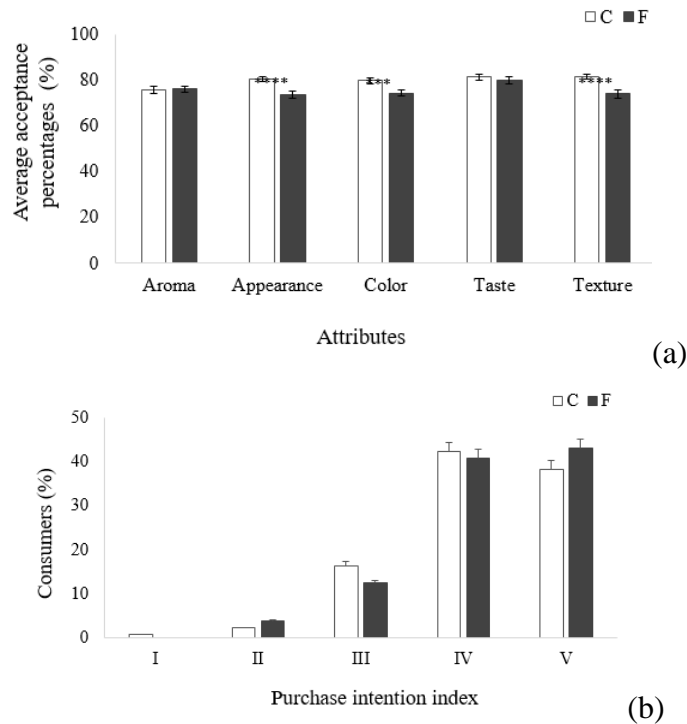 C F
100
80
60
40
20
0
Average acceptance
percentages (%)
**** *** ****
Aroma Appearance Color Taste Texture
Attributes
(a)
C F
50
40
30
20
10
0
Consumers (%)
I II III IV V
Purchase intention index
(b)